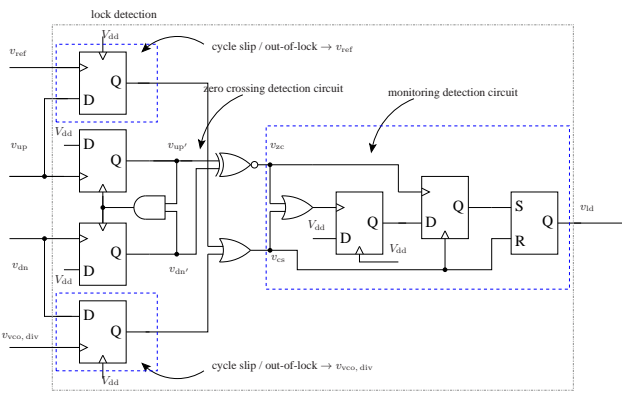 lock detection
V_dd
cycle slip / out-of-lock → v_ref
v_ref
Q
D
zero crossing detection circuit
monitoring detection circuit
V_dd
D
v_up
Q
v_up′
v_zc
V_dd
Q
D
Q
D
S
Q
R
v_ld
V_dd
v_dn
Q
D
V_dd
v_dn′
v_cs
D
Q
v_vco, div
V_dd
cycle slip / out-of-lock → v_vco, div